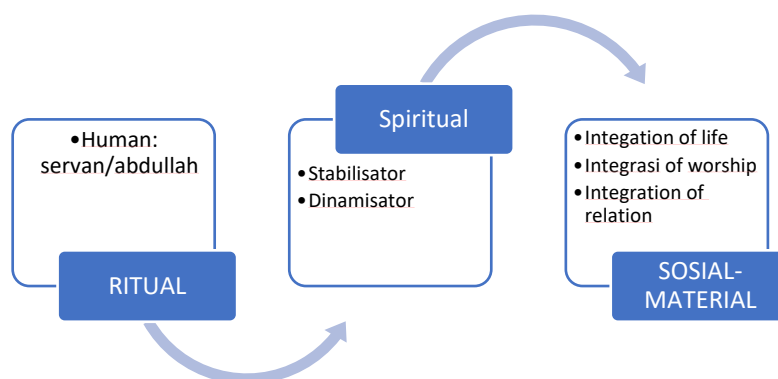 •Human:
servan/abdullah
RITUAL
Spiritual
•Stabilisator
•Dinamisator
•Integation of life
•Integrasi of worship
•Integration of
relation
SOSIAL-
MATERIAL